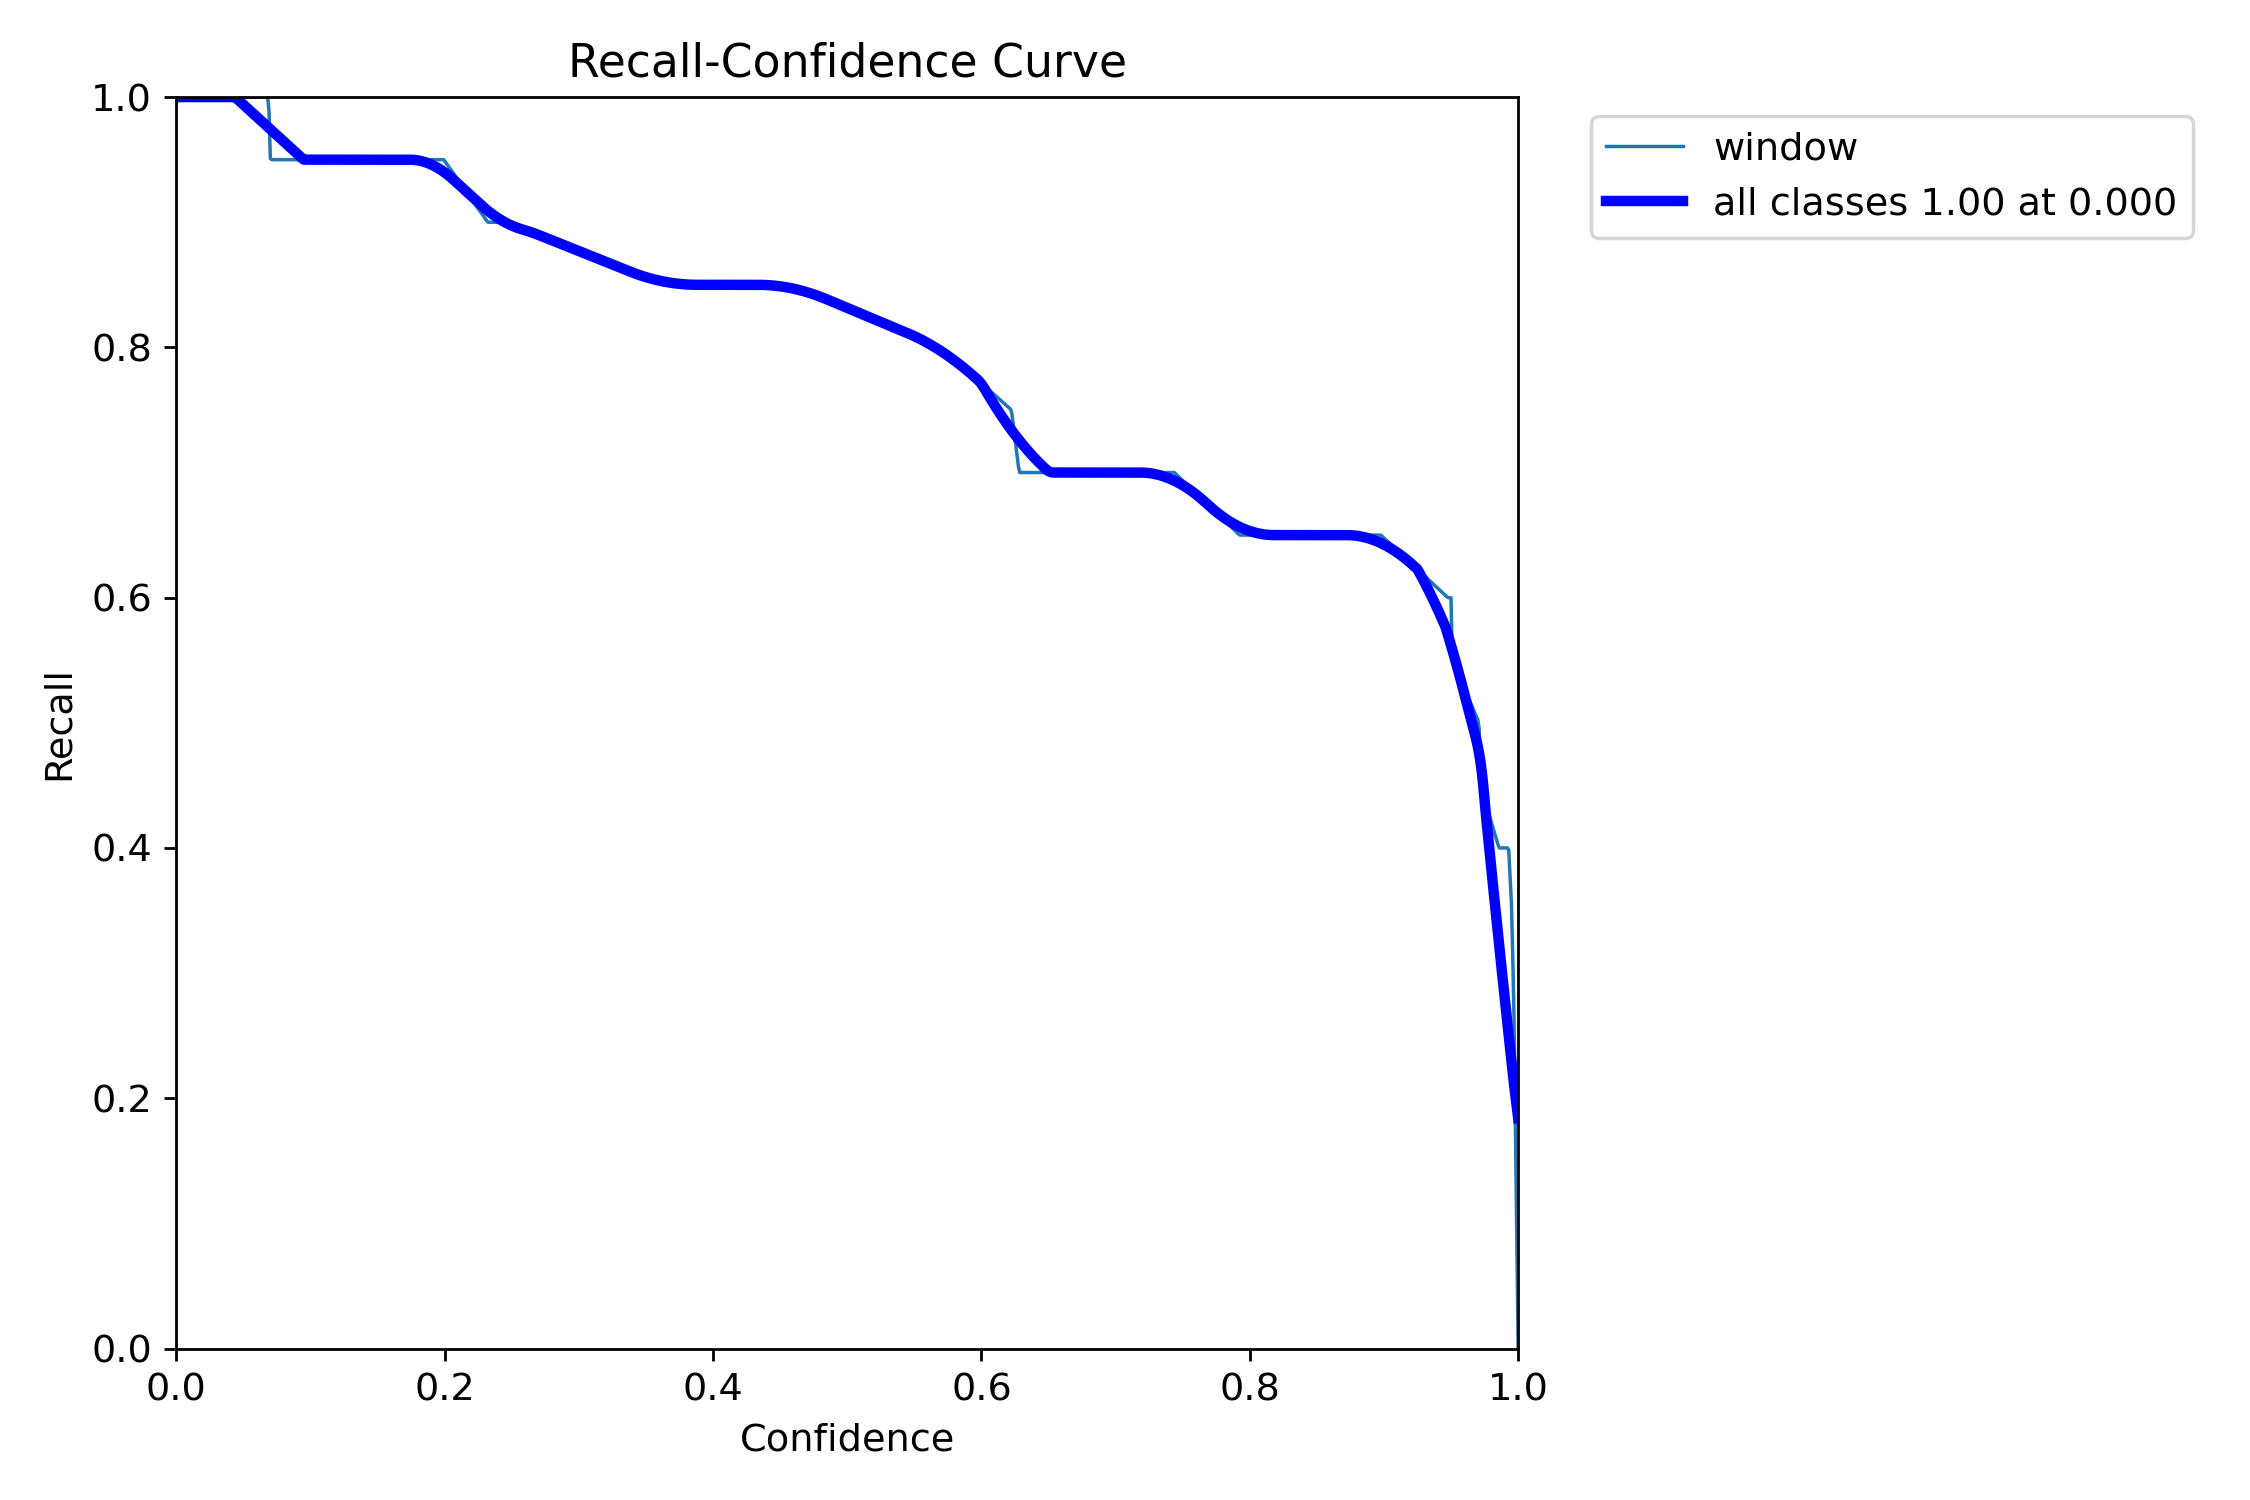 Recall-Confidence Curve
window
all classes 1.00 at 0.000
1.0
0.8
0.6
0.4
0.2
0.0
Recall
0.0 0.2 0.4 0.6 0.8 1.0
Confidence